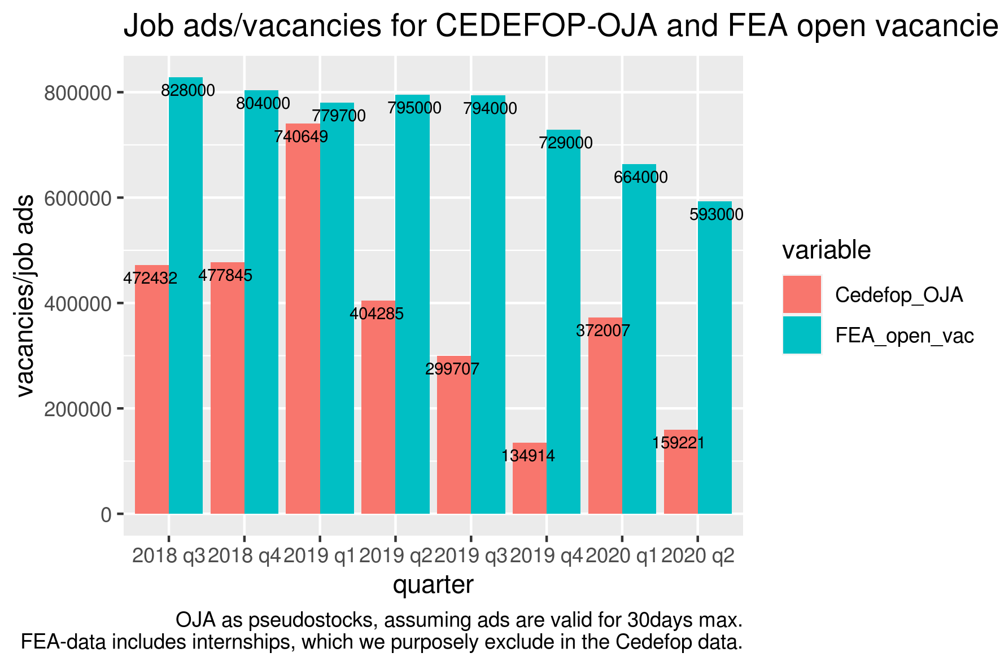 Job ads/vacancies for CEDEFOP-OJA and FEA open vacancie
vacancies/job ads
800000
600000
400000
200000
0
828000
804000
779700
795000
794000
740649
729000
664000
593000
472432
477845
404285
372007
299707
134914
159221
2018 q3 2018 q4 2019 q1 2019 q2 2019 q3 2019 q4 2020 q1 2020 q2
quarter
variable
Cedefop_OJA
FEA_open_vac
OJA as pseudostocks, assuming ads are valid for 30days max.
FEA-data includes internships, which we purposely exclude in the Cedefop data.